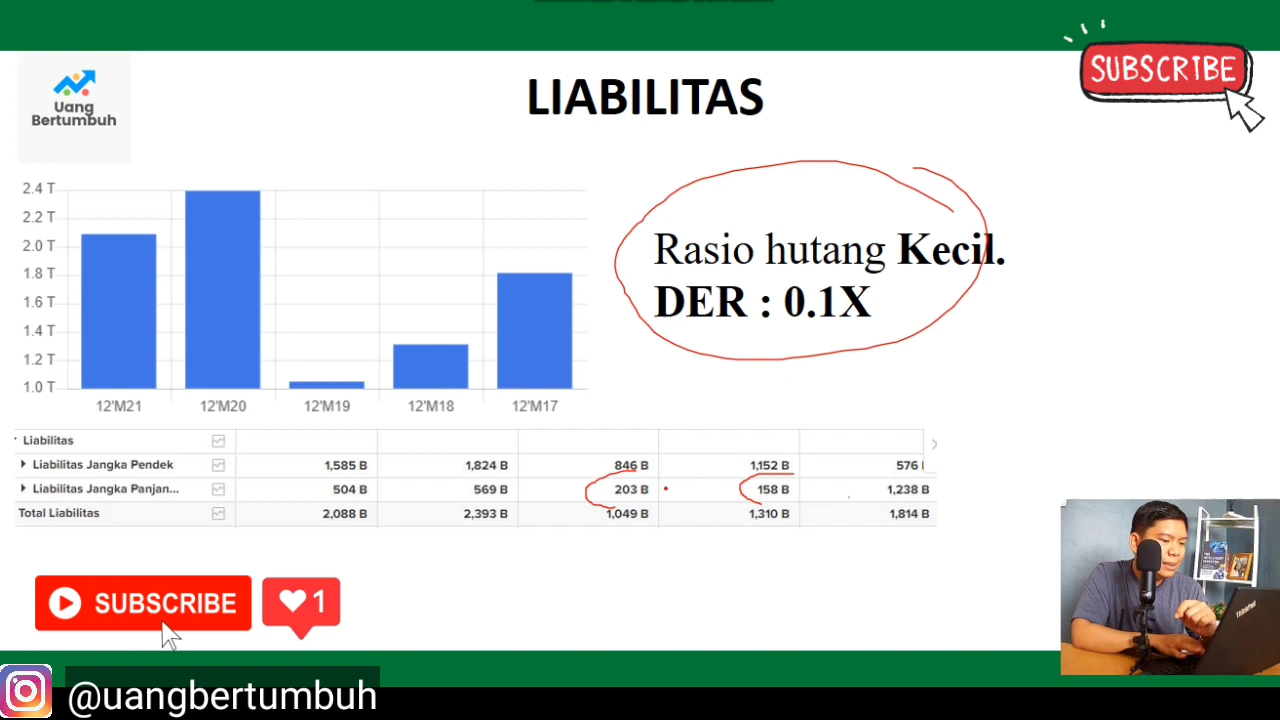 SUBSCRIBE
Uang
Bertumbuh
LIABILITAS
2.4 T
2.2 T
2.0 T
1.8 T
1.6 T
1.4 T
1.2 T
1.0 T
12'M21 12'M20 12'M19 12'M18 12'M17
Rasio hutang Kecil.
DER : 0.1X
Liabilitas
Liabilitas Jangka Pendek 1,585 B 1,824 B 846 B 1,152 B 576
Liabilitas Jangka Panjan... 504 B 569 B 203 B 158 B 1,238 B
Total Liabilitas 2,088 B 2,393 B 1,049 B 1,310 B 1,814 B
SUBSCRIBE 1
@uangbertumbuh
ThinkPad